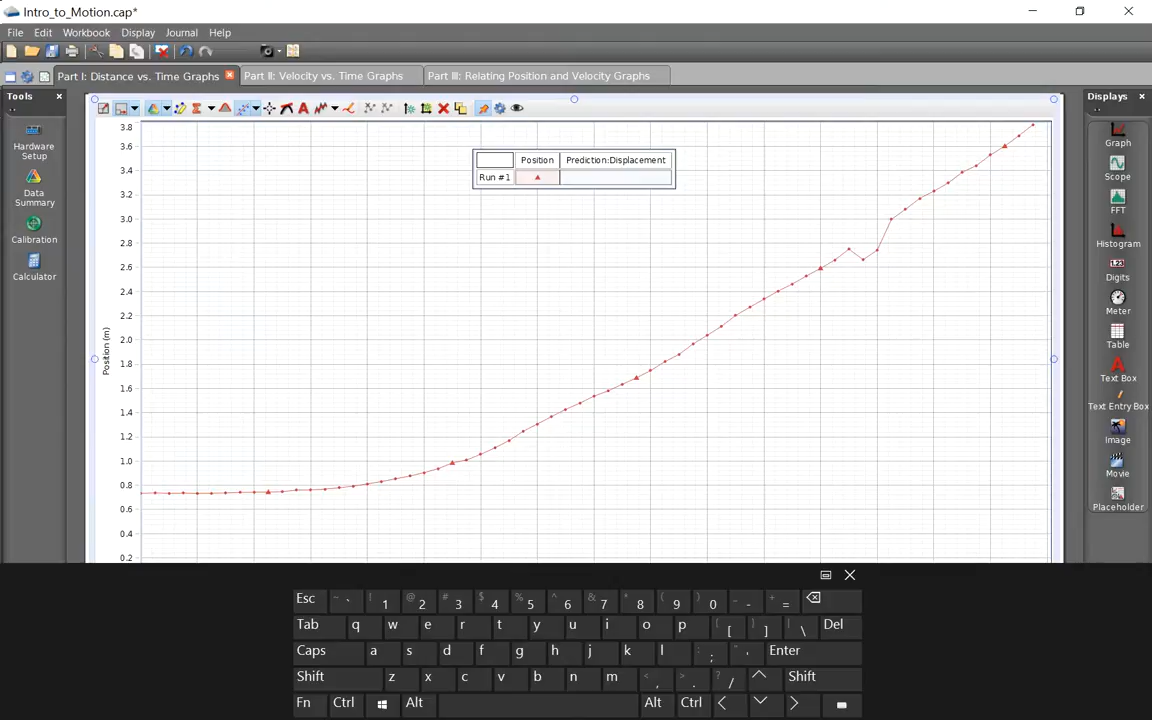 Intro_to_Motion.cap*
File Edit Workbook Display Journal Help
Part I: Distance vs. Time Graphs Part II: Velocity vs. Time Graphs Part III: Relating Position and Velocity Graphs
Tools
Hardware
Setup
Data
Summary
Calibration
Calculator
Position Prediction:Displacement
Run #1
3.8
3.6
3.4
3.2
3.0
2.8
2.6
2.4
2.2
2.0
1.8
1.6
1.4
1.2
1.0
0.8
0.6
0.4
0.2
Position (m)
Displays
Graph
Scope
FFT
Histogram
1.23
Digits
Meter
Table
Text Box
Text Entry Box
Image
Movie
Placeholder
Esc ~ ` ! 1 @ 2 # 3 $ 4 % 5 ^ 6 & 7 * 8 ( 9 ) 0 _ - + =
Tab q w e r t y u i o p { [ } ] | \ Del
Caps a s d f g h j k l : ; " ' Enter
Shift z x c v b n m < , > . ? / Shift
Fn Ctrl Alt Alt Ctrl